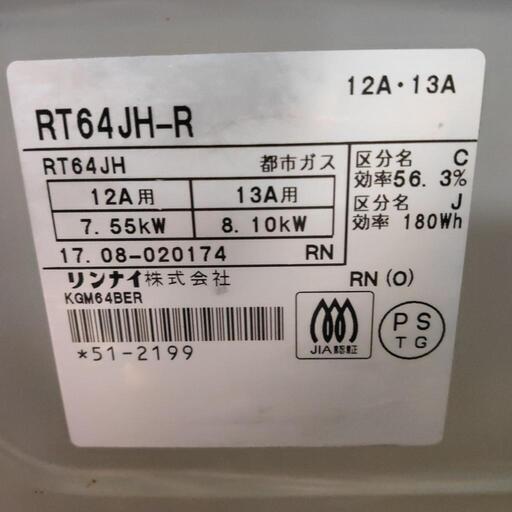 12A・13A
RT64JH-R
RT64JH 都市ガス
12A用 13A用
7.55kW 8.10kW
17.08-020174 RN
区分名 C
効率56.3%
区分名 J
効率 180Wh
リンナイ株式会社
RN(O)
KGM64BER
*51-2199
JIA認証
PS
TG